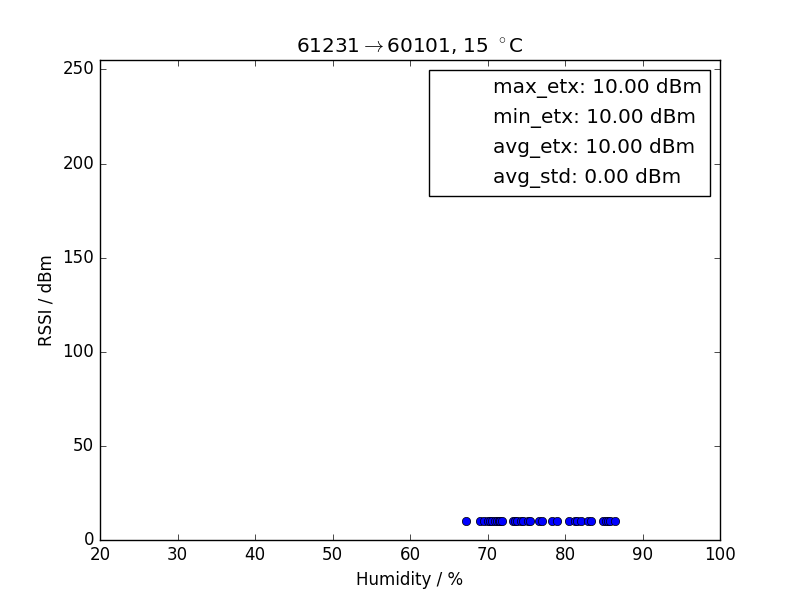 61231→60101, 15 °C
max_etx: 10.00 dBm
min_etx: 10.00 dBm
avg_etx: 10.00 dBm
avg_std: 0.00 dBm
250
200
150
100
50
0
RSSI / dBm
20 30 40 50 60 70 80 90 100
Humidity / %